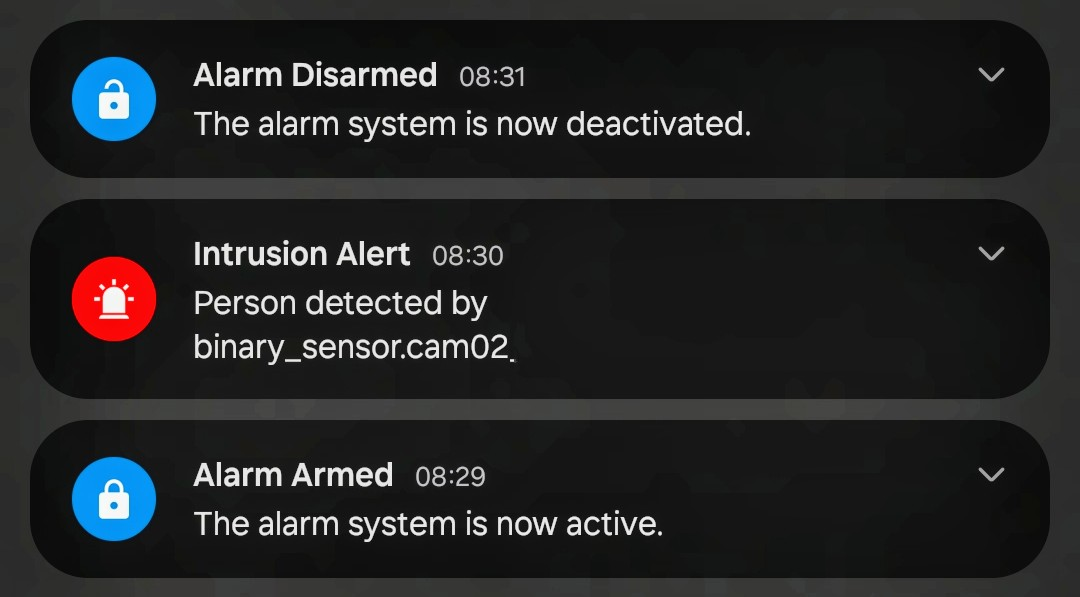 Alarm Disarmed 08:31
The alarm system is now deactivated.
Intrusion Alert 08:30
Person detected by
binary_sensor.cam02_
Alarm Armed 08:29
The alarm system is now active.